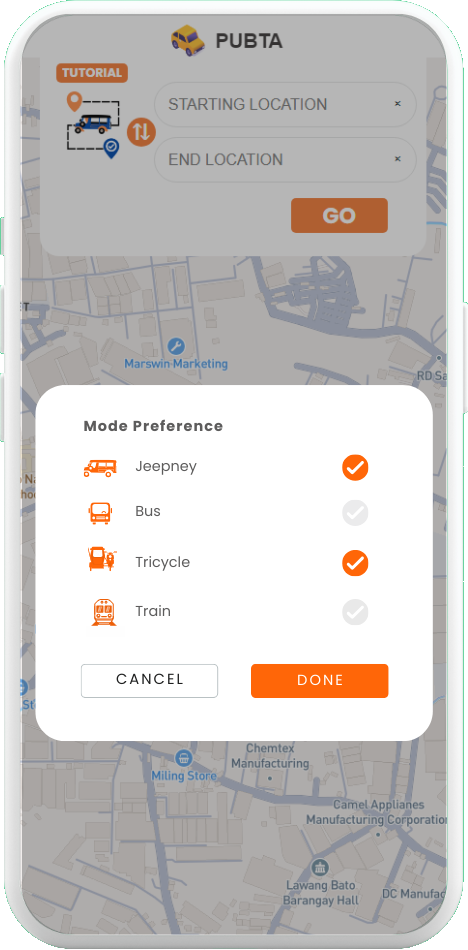 PUBTA
TUTORIAL
STARTING LOCATION ×
END LOCATION ×
GO
Marswin Marketing
RD Sa
Mode Preference
Jeepney
Bus
Tricycle
Train
CANCEL DONE
Chemtex
Manufacturing
Miling Store
Camel Applianes
Manufacturing Corporation
Lawang Bato
Barangay Hall
DC Manufac